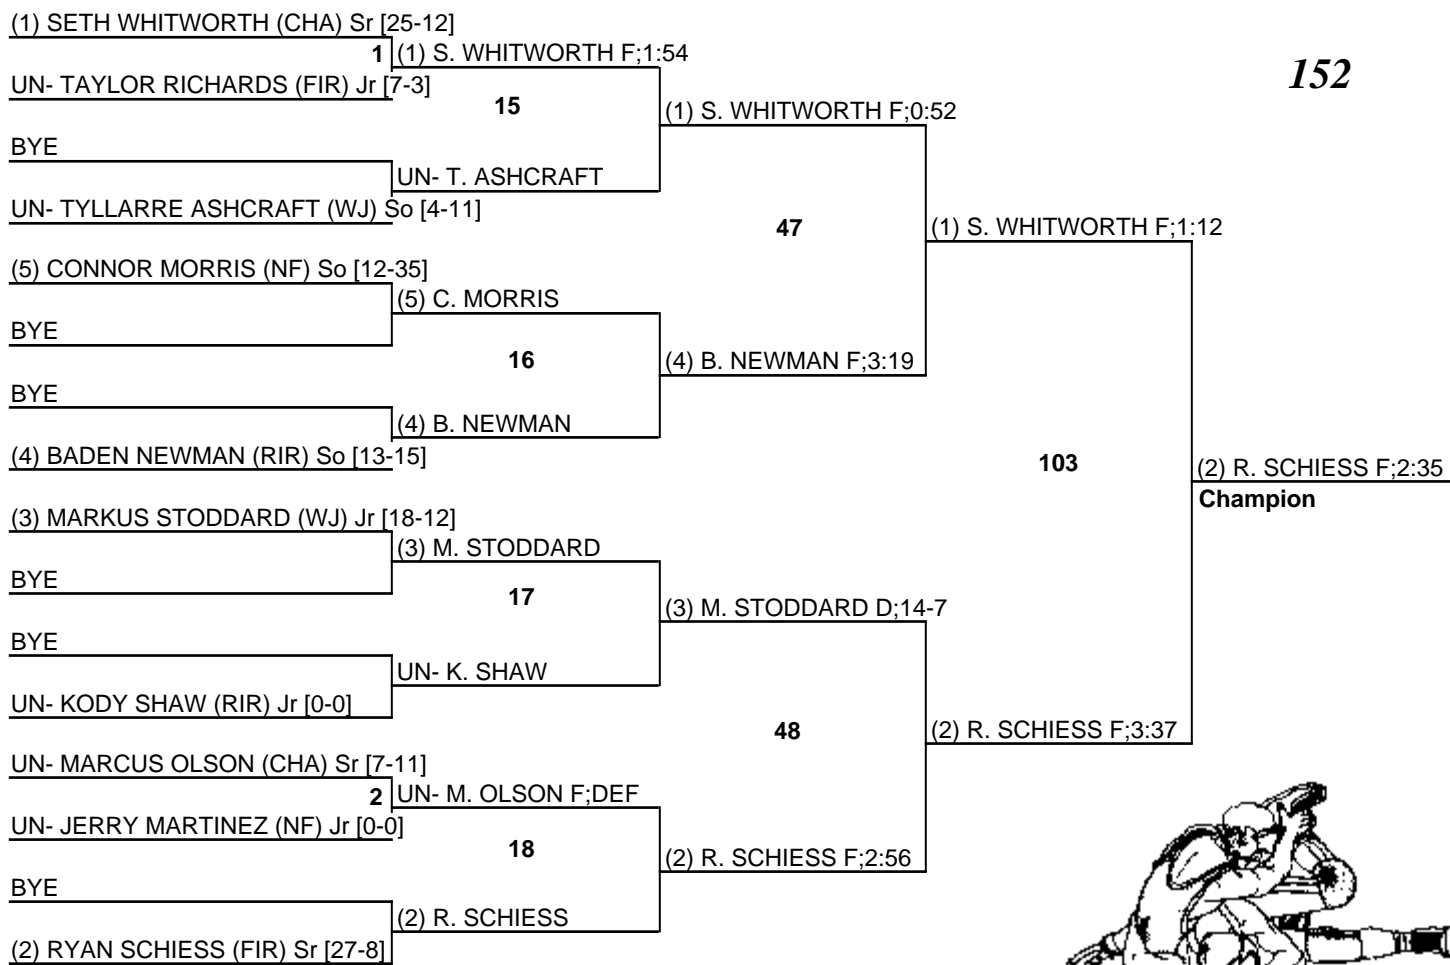 (1) SETH WHITWORTH (CHA) Sr [25-12]
1
(1) S. WHITWORTH F;1:54
UN- TAYLOR RICHARDS (FIR) Jr [7-3]
152
15
(1) S. WHITWORTH F;0:52
BYE
UN- T. ASHCRAFT
UN- TYLLARRE ASHCRAFT (WJ) So [4-11]
47
(1) S. WHITWORTH F;1:12
(5) CONNOR MORRIS (NF) So [12-35]
(5) C. MORRIS
BYE
16
(4) B. NEWMAN F;3:19
BYE
(4) B. NEWMAN
(4) BADEN NEWMAN (RIR) So [13-15]
103
(2) R. SCHIESS F;2:35
Champion
(3) MARKUS STODDARD (WJ) Jr [18-12]
(3) M. STODDARD
BYE
17
(3) M. STODDARD D;14-7
BYE
UN- K. SHAW
UN- KODY SHAW (RIR) Jr [0-0]
48
(2) R. SCHIESS F;3:37
UN- MARCUS OLSON (CHA) Sr [7-11]
2
UN- M. OLSON F;DEF
UN- JERRY MARTINEZ (NF) Jr [0-0]
18
(2) R. SCHIESS F;2:56
BYE
(2) R. SCHIESS
(2) RYAN SCHIESS (FIR) Sr [27-8]